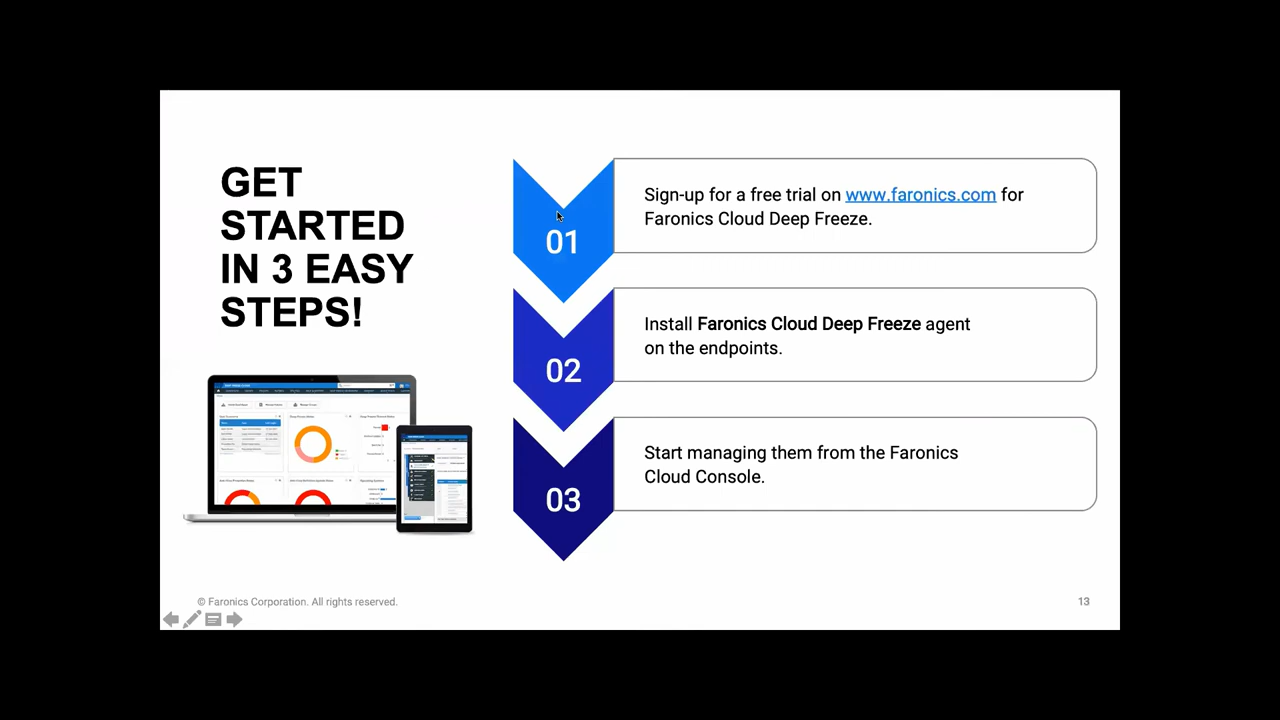 GET
STARTED
IN 3 EASY
STEPS!
01
Sign-up for a free trial on www.faronics.com for
Faronics Cloud Deep Freeze.
02
Install Faronics Cloud Deep Freeze agent
on the endpoints.
03
Start managing them from the Faronics
Cloud Console.
© Faronics Corporation. All rights reserved.
13